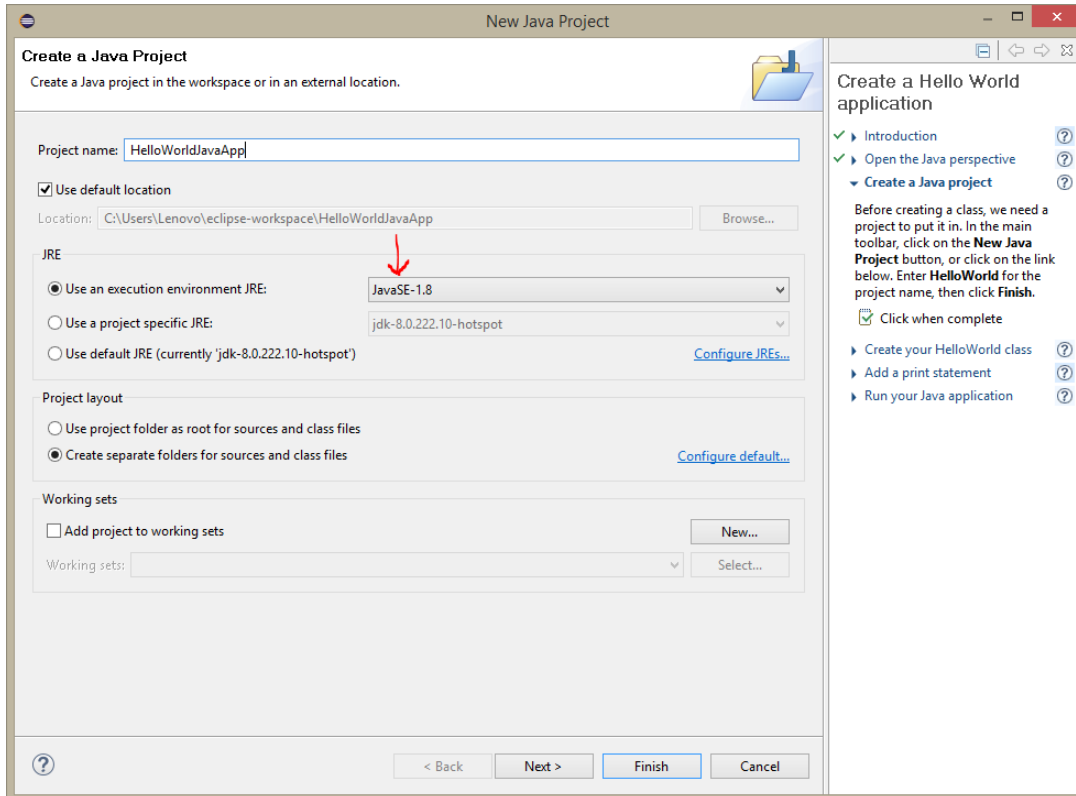 New Java Project
Create a Java Project
Create a Java project in the workspace or in an external location.
Project name: HelloWorldJavaApp
Use default location
Location: C:\Users\Lenovo\eclipse-workspace\HelloWorldJavaApp Browse...
JRE
Use an execution environment JRE: JavaSE-1.8
Use a project specific JRE: jdk-8.0.222.10-hotspot
Use default JRE (currently 'jdk-8.0.222.10-hotspot') Configure JREs...
Project layout
Use project folder as root for sources and class files
Create separate folders for sources and class files Configure default...
Working sets
Add project to working sets New...
Working sets: Select...
? < Back Next > Finish Cancel
Create a Hello World
application
Introduction ?
Open the Java perspective ?
Create a Java project ?
Before creating a class, we need a
project to put it in. In the main
toolbar, click on the New Java
Project button, or click on the link
below. Enter HelloWorld for the
project name, then click Finish.
Click when complete
Create your HelloWorld class ?
Add a print statement ?
Run your Java application ?